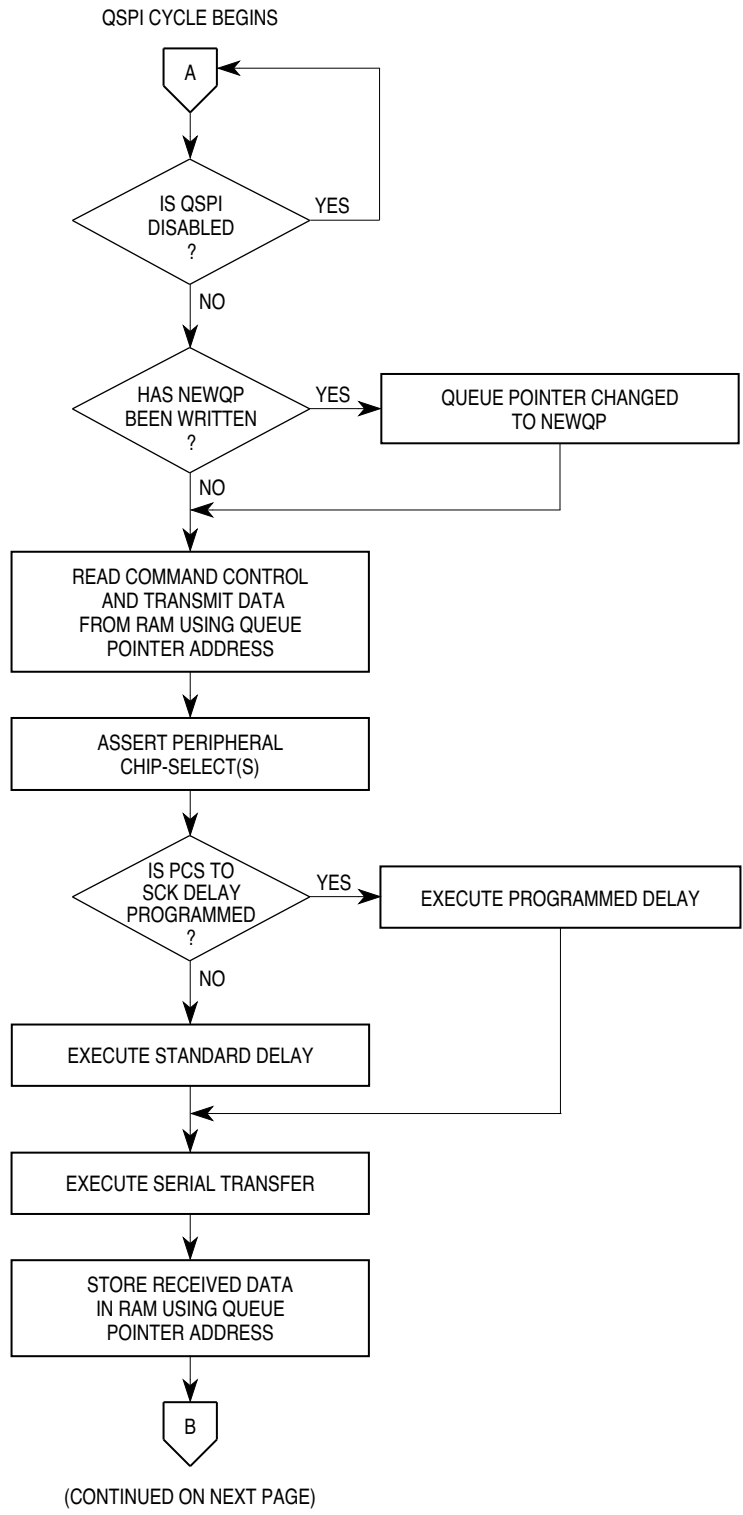 QSPI CYCLE BEGINS
A
IS QSPI
DISABLED
?
YES
NO
HAS NEWQP
BEEN WRITTEN
?
YES
QUEUE POINTER CHANGED
TO NEWQP
NO
READ COMMAND CONTROL
AND TRANSMIT DATA
FROM RAM USING QUEUE
POINTER ADDRESS
ASSERT PERIPHERAL
CHIP-SELECT(S)
IS PCS TO
SCK DELAY
PROGRAMMED
?
YES
EXECUTE PROGRAMMED DELAY
NO
EXECUTE STANDARD DELAY
EXECUTE SERIAL TRANSFER
STORE RECEIVED DATA
IN RAM USING QUEUE
POINTER ADDRESS
B
(CONTINUED ON NEXT PAGE)